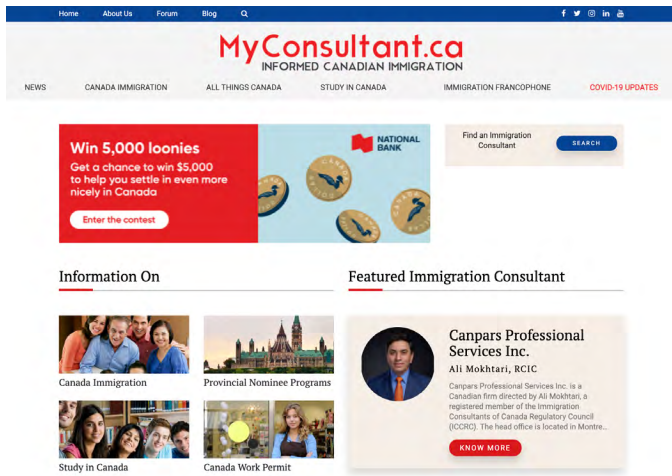 Home About Us Forum Blog
MyConsultant.ca
INFORMED CANADIAN IMMIGRATION
NEWS CANADA IMMIGRATION ALL THINGS CANADA STUDY IN CANADA IMMIGRATION FRANCOPHONE COVID-19 UPDATES
Win 5,000 loonies
Get a chance to win $5,000
to help you settle in even more
nicely in Canada
Enter the contest
NATIONAL
BANK
Find an Immigration
Consultant
SEARCH
Information On
Canada Immigration
Provincial Nominee Programs
Study in Canada
Canada Work Permit
Featured Immigration Consultant
Canpars Professional
Services Inc.
Ali Mokhtari, RCIC
Canpars Professional Services Inc. is a
Canadian firm directed by Ali Mokhtari, a
registered member of the Immigration
Consultants of Canada Regulatory Council
(ICCRC). The head office is located in Montre...
KNOW MORE